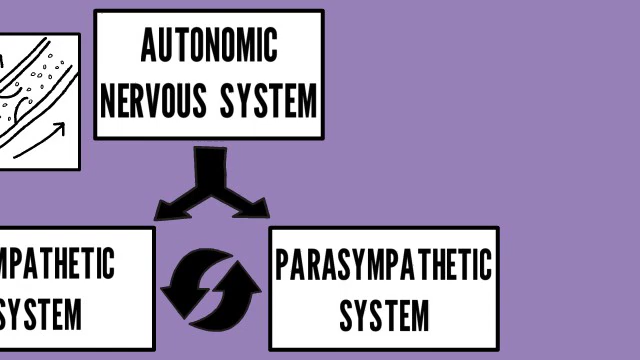 AUTONOMIC
NERVOUS SYSTEM
MPATHETIC
SYSTEM
PARASYMPATHETIC
SYSTEM